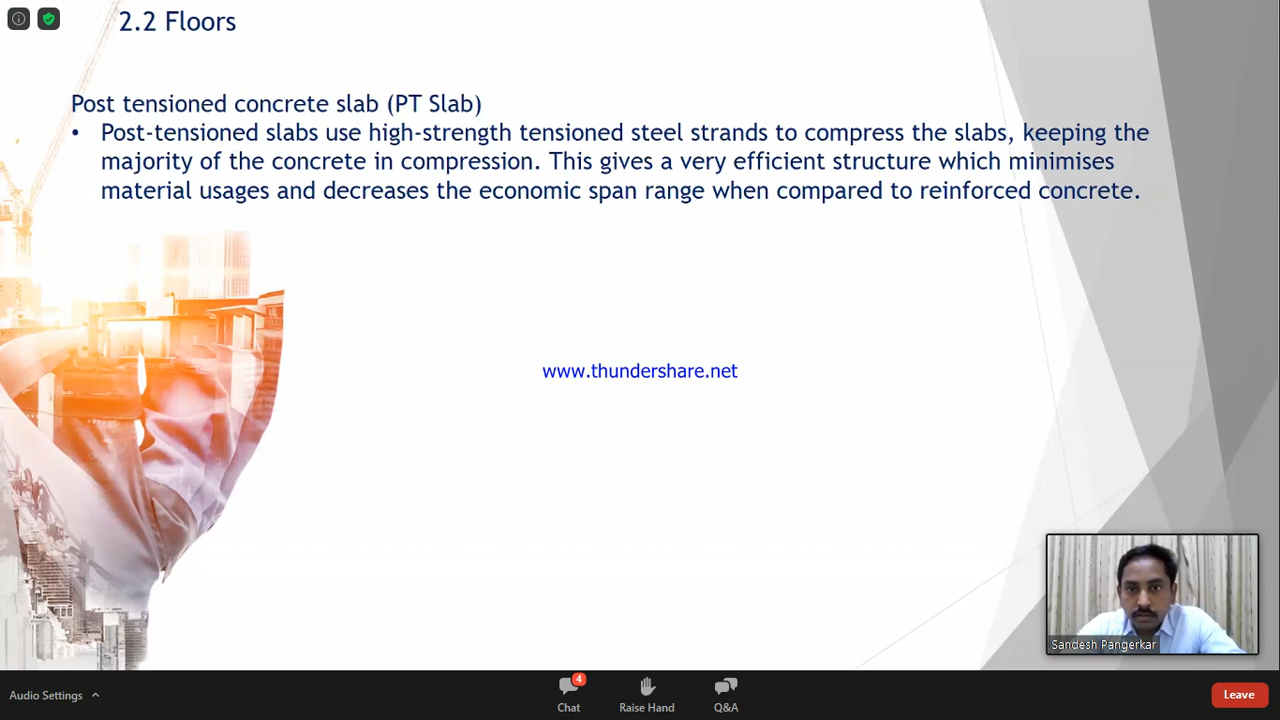 2.2 Floors
Post tensioned concrete slab (PT Slab)
• Post-tensioned slabs use high-strength tensioned steel strands to compress the slabs, keeping the
majority of the concrete in compression. This gives a very efficient structure which minimises
material usages and decreases the economic span range when compared to reinforced concrete.
www.thundershare.net
Sandesh Pangerkar
Audio Settings
4
Chat
Raise Hand
Q&A
Leave